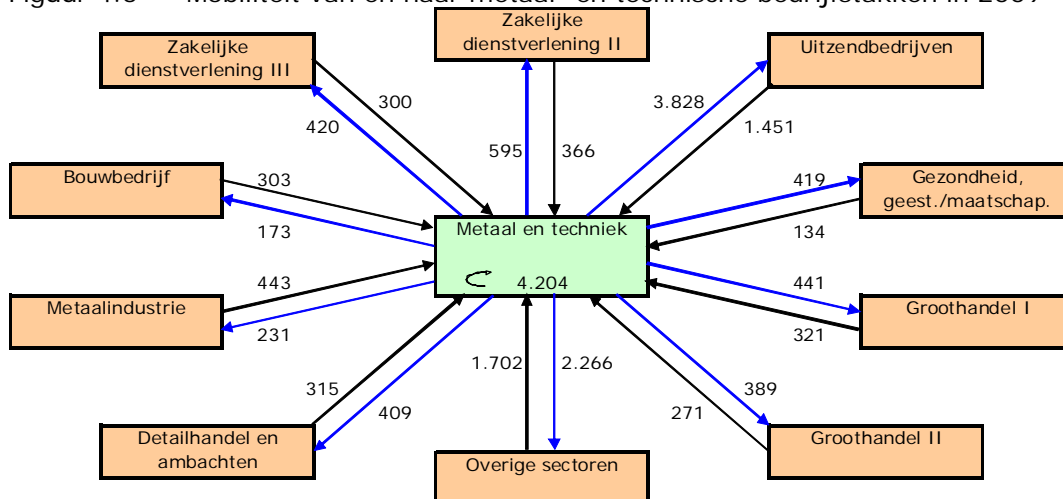 Figuur 4.3 Mobiliteit van en naar metaal- en technische bedrijfstakken in 2009
Zakelijke
dienstverlening III
Zakelijke
dienstverlening II
Uitzendbedrijven
300
420
595
366
3.828
1.451
Bouwbedrijf
303
173
Metaal en techniek
4.204
419
134
Gezondheid,
geest./maatschap.
Metaalindustrie
443
231
441
321
Groothandel I
315
409
1.702
2.266
389
271
Detailhandel en
ambachten
Overige sectoren
Groothandel II